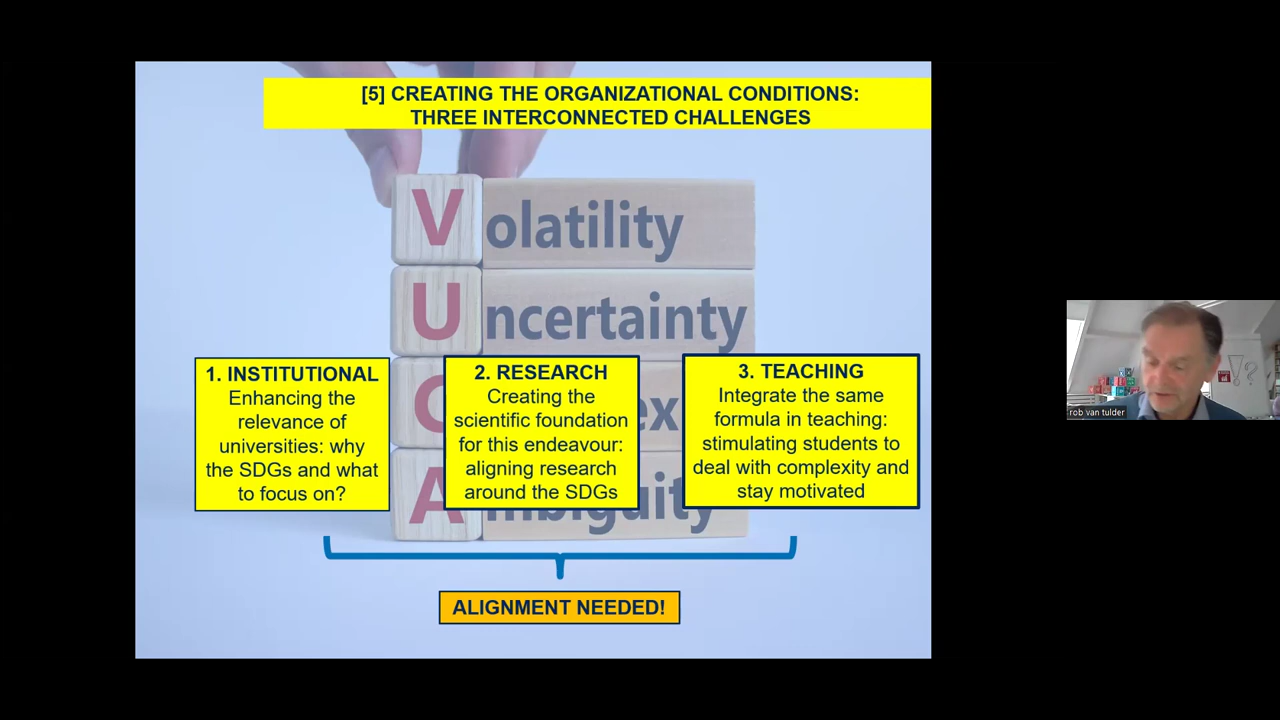 [5] CREATING THE ORGANIZATIONAL CONDITIONS:
THREE INTERCONNECTED CHALLENGES
Volatility
Uncertainty
1. INSTITUTIONAL
Enhancing the
relevance of
universities: why
the SDGs and what
to focus on?
2. RESEARCH
Creating the
scientific foundation
for this endeavour:
aligning research
around the SDGs
3. TEACHING
Integrate the same
formula in teaching:
stimulating students to
deal with complexity and
stay motivated
C ex
Ambiguity
ALIGNMENT NEEDED!
rob van tulder